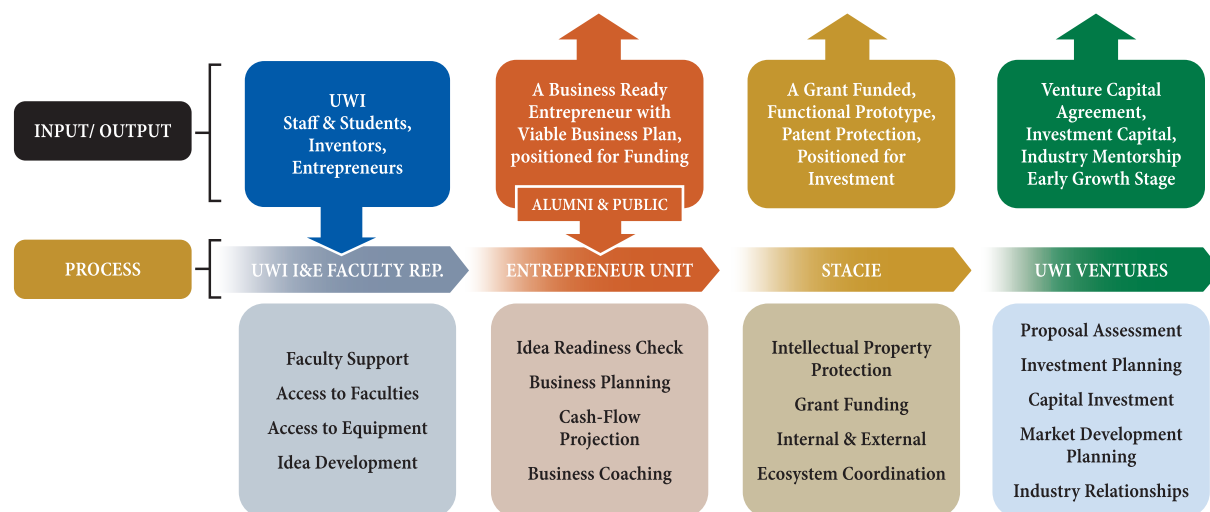 INPUT/ OUTPUT
UWI
Staff & Students,
Inventors,
Entrepreneurs
A Business Ready
Entrepreneur with
Viable Business Plan,
positioned for Funding
ALUMNI & PUBLIC
A Grant Funded,
Functional Prototype,
Patent Protection,
Positioned for
Investment
Venture Capital
Agreement,
Investment Capital,
Industry Mentorship
Early Growth Stage
PROCESS
UWI I&E FACULTY REP.
ENTREPRENEUR UNIT
STACIE
UWI VENTURES
Faculty Support
Access to Faculties
Access to Equipment
Idea Development
Idea Readiness Check
Business Planning
Cash-Flow
Projection
Business Coaching
Intellectual Property
Protection
Grant Funding
Internal & External
Ecosystem Coordination
Proposal Assessment
Investment Planning
Capital Investment
Market Development
Planning
Industry Relationships